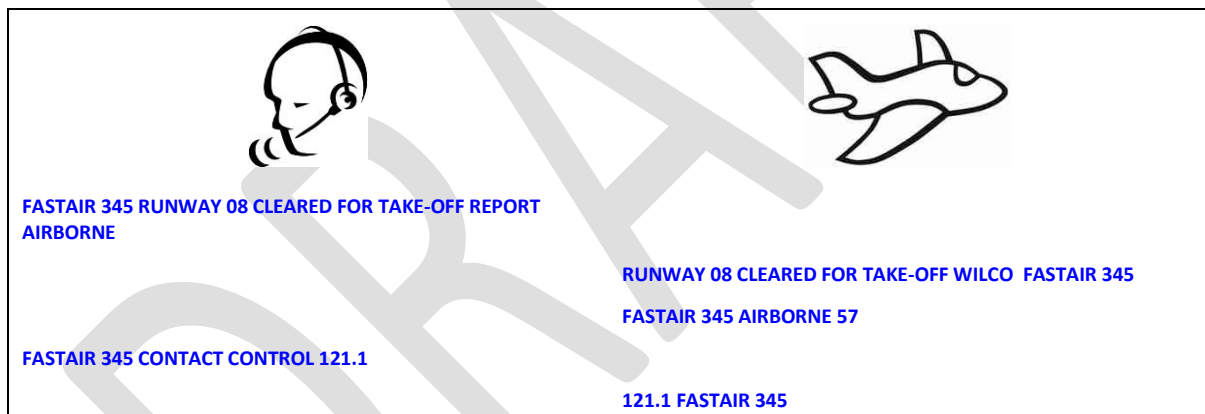 FASTAIR 345 RUNWAY 08 CLEARED FOR TAKE-OFF REPORT
AIRBORNE
RUNWAY 08 CLEARED FOR TAKE-OFF WILCO FASTAIR 345
FASTAIR 345 AIRBORNE 57
FASTAIR 345 CONTACT CONTROL 121.1
121.1 FASTAIR 345